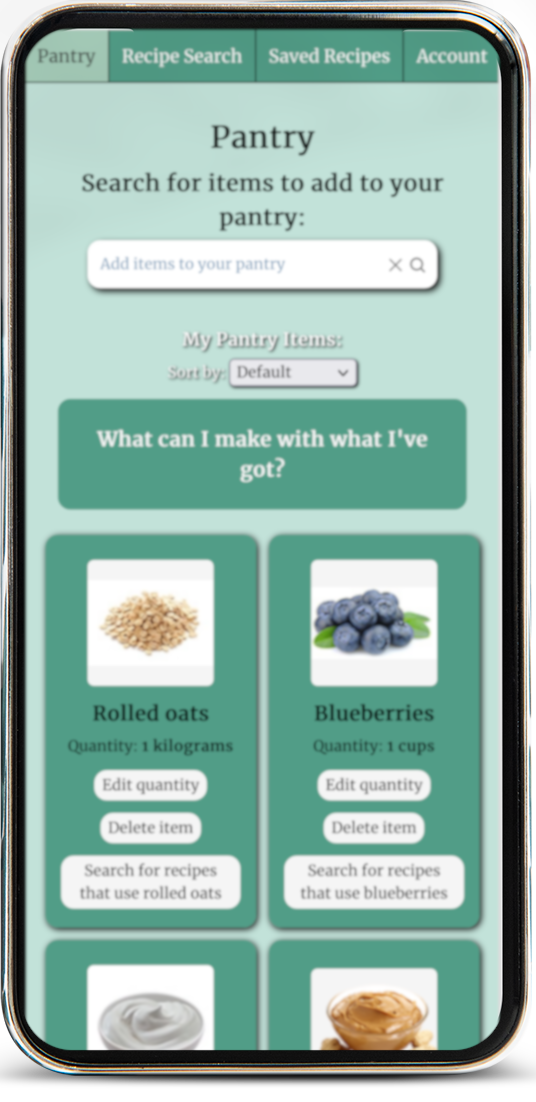 Pantry Recipe Search Saved Recipes Account
Pantry
Search for items to add to your
pantry:
Add items to your pantry
My Pantry Items:
Sort by: Default
What can I make with what I've
got?
Rolled oats
Quantity: 1 kilograms
Edit quantity
Delete item
Search for recipes
that use rolled oats
Blueberries
Quantity: 1 cups
Edit quantity
Delete item
Search for recipes
that use blueberries